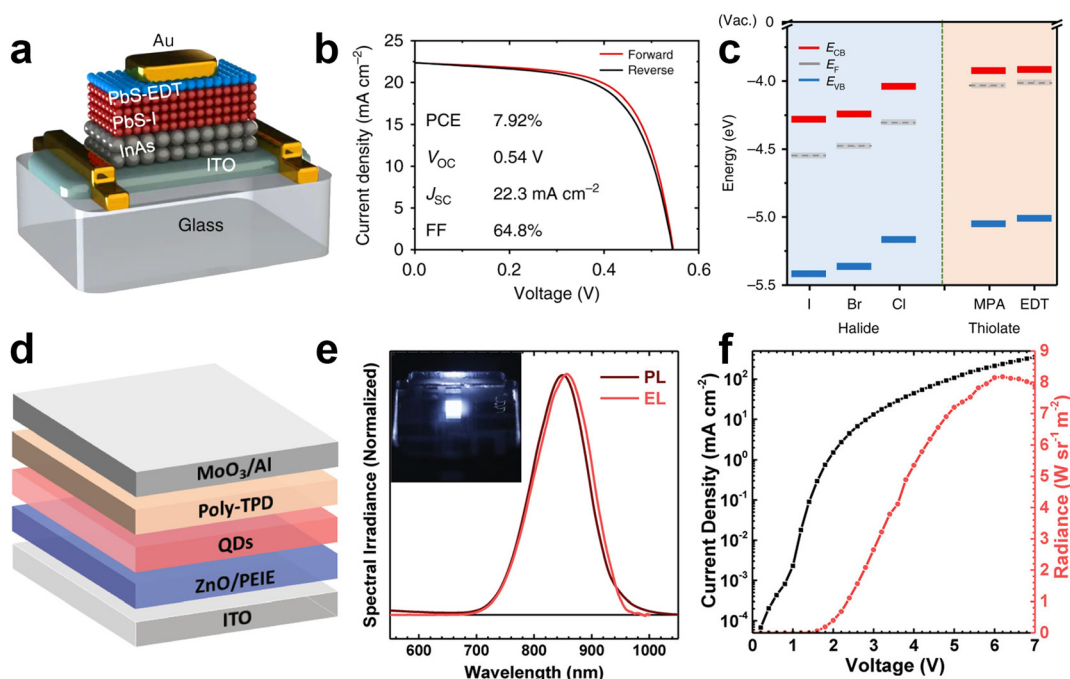 a
Au
PbS-EDT
PbS-I
InAs
ITO
Glass
b
Current density (mA cm⁻²)
25
20
15
10
5
0
Forward
Reverse
PCE 7.92%
V_OC 0.54 V
J_SC 22.3 mA cm⁻²
FF 64.8%
0.0 0.2 0.4 0.6
Voltage (V)
c
(Vac.) 0
E_CB
E_F
E_VB
Energy (eV)
−4.0
−4.5
−5.0
−5.5
I Br Cl MPA EDT
Halide Thiolate
d
MoO₃/Al
Poly-TPD
QDs
ZnO/PEIE
ITO
e
Spectral Irradiance (Normalized)
PL
EL
600 700 800 900 1000
Wavelength (nm)
f
Current Density (mA cm⁻²)
10²
10¹
10⁰
10⁻¹
10⁻²
10⁻³
10⁻⁴
9
8
7
6
5
4
3
2
1
0
Radiance (W sr⁻¹ m⁻²)
0 1 2 3 4 5 6 7
Voltage (V)